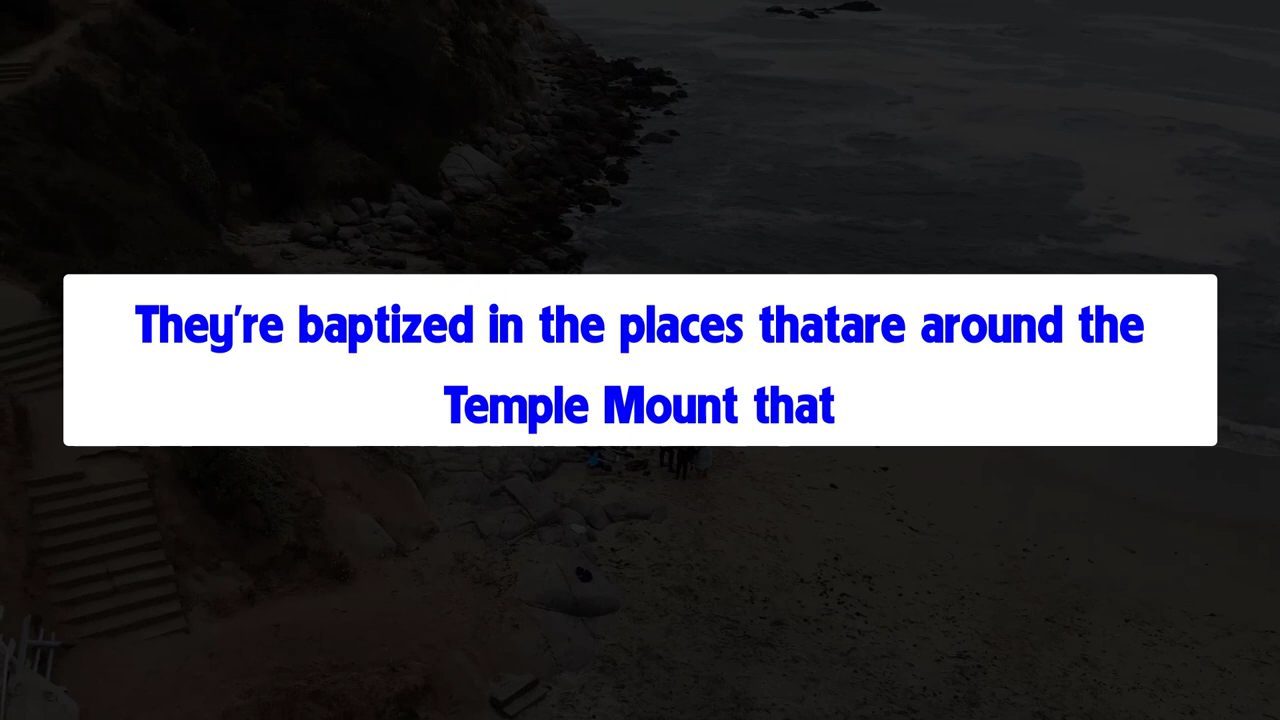 They're baptized in the places thatare around the
Temple Mount that